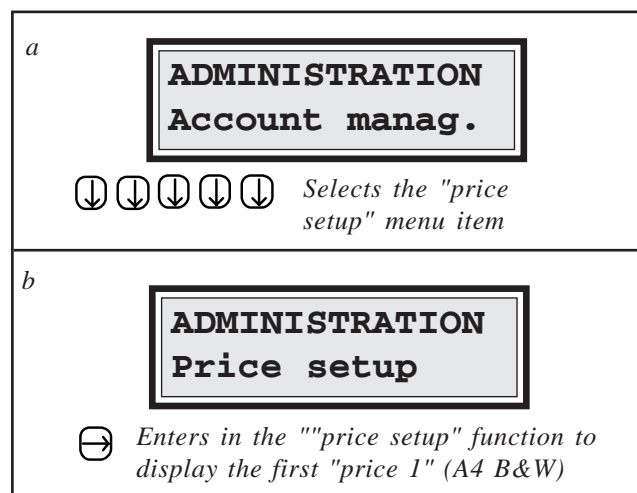 a
ADMINISTRATION
Account manag.
Selects the "price
setup" menu item
b
ADMINISTRATION
Price setup
Enters in the ""price setup" function to
display the first "price 1" (A4 B&W)